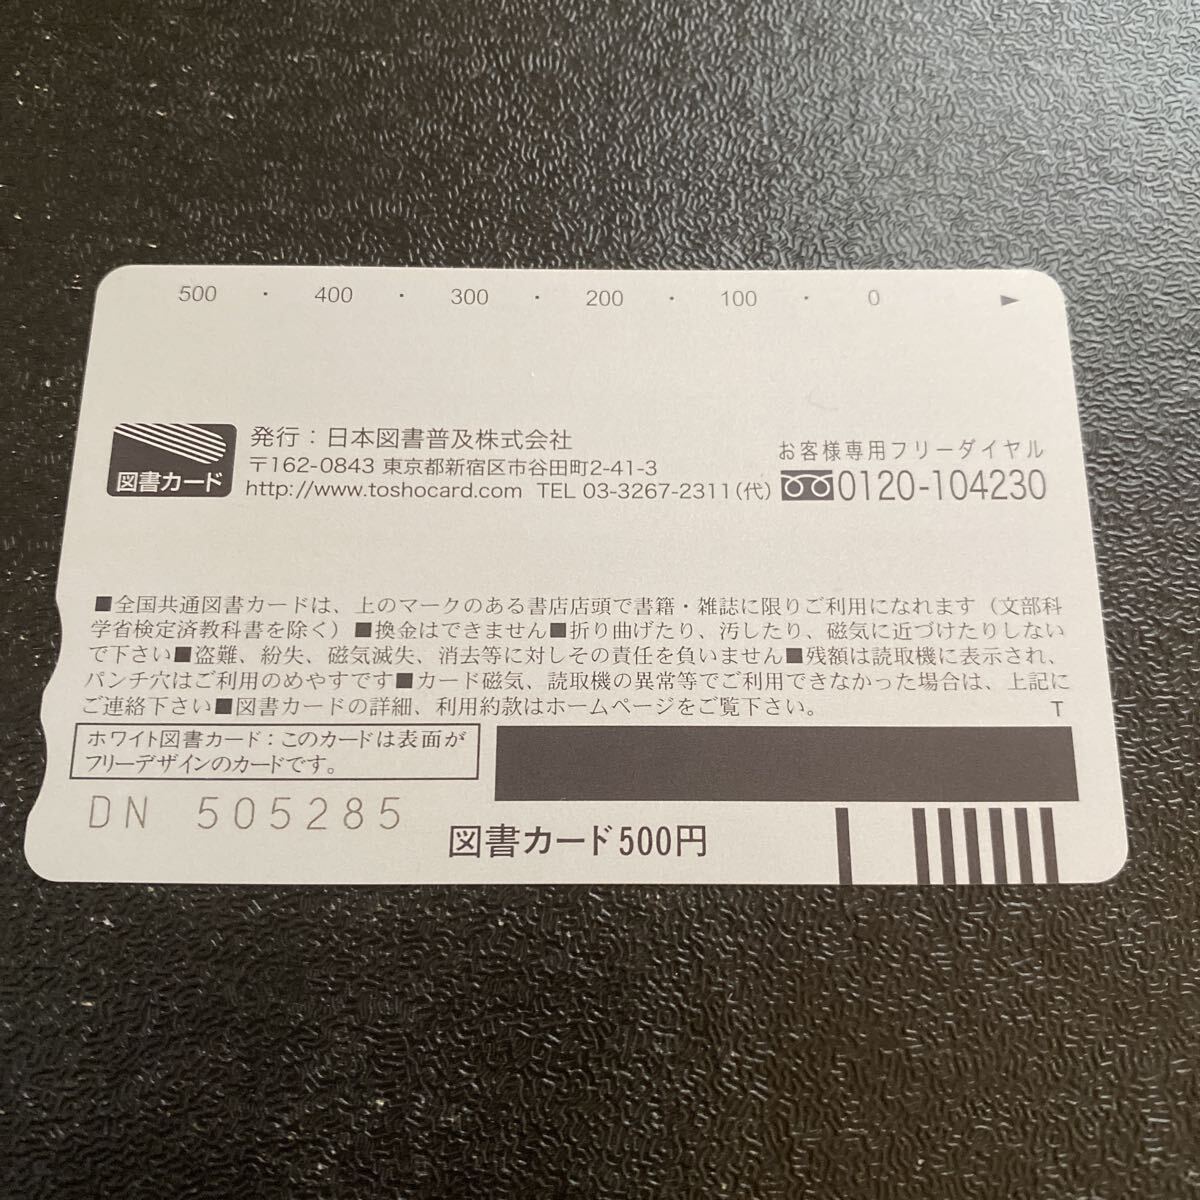 500 ・ 400 ・ 300 ・ 200 ・ 100 ・ 0 ►
図書カード
発行：日本図書普及株式会社
〒162-0843 東京都新宿区市谷田町2-41-3
http://www.toshocard.com TEL 03-3267-2311(代)
お客様専用フリーダイヤル
0120-104230
■全国共通図書カードは、上のマークのある書店店頭で書籍・雑誌に限りご利用になれます（文部科
学省検定済教科書を除く）■換金はできません■折り曲げたり、汚したり、磁気に近づけたりしない
で下さい■盗難、紛失、磁気滅失、消去等に対しその責任を負いません■残額は読取機に表示され、
パンチ穴はご利用のめやすです■カード磁気、読取機の異常等でご利用できなかった場合は、上記に
ご連絡下さい■図書カードの詳細、利用約款はホームページをご覧下さい。
T
ホワイト図書カード：このカードは表面が
フリーデザインのカードです。
DN 505285
図書カード500円